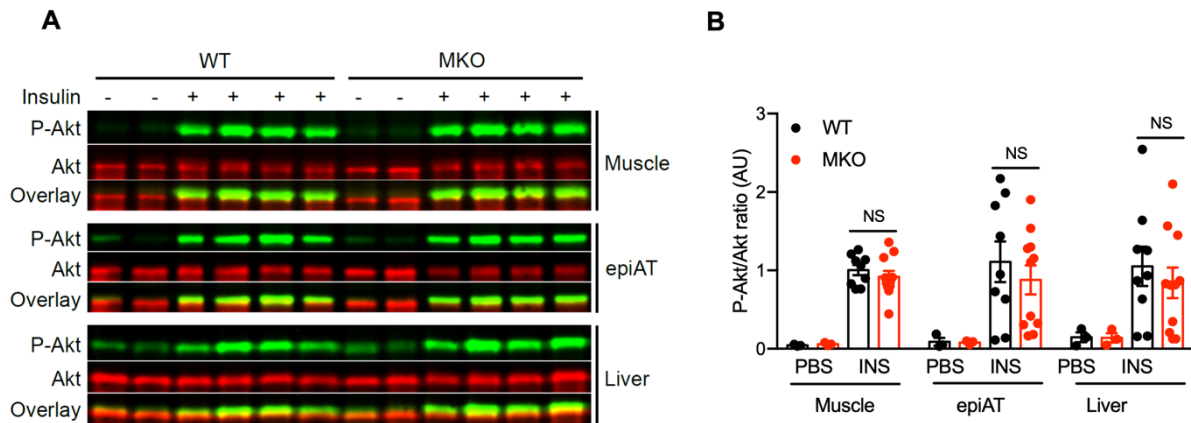 A
WT MKO
Insulin - - + + + + - - + + + +
P-Akt
Akt
Overlay
Muscle
P-Akt
Akt
Overlay
epiAT
P-Akt
Akt
Overlay
Liver
B
P-Akt/Akt ratio (AU)
3
2
1
0
WT
MKO
NS
NS
NS
PBS INS PBS INS PBS INS
Muscle epiAT Liver